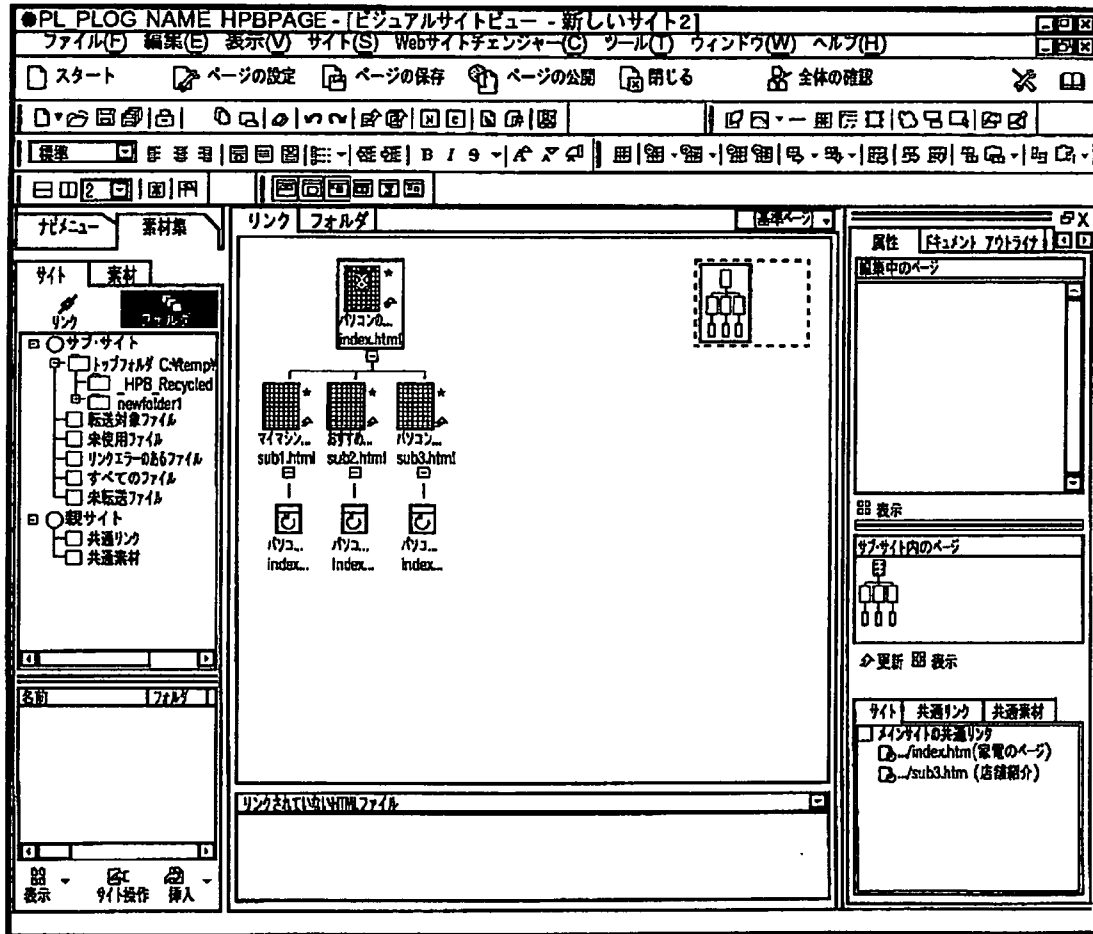 ●PL_PLOG NAME HPBPAGE - [ビジュアルサイトビュー - 新しいサイト2]
ファイル(F) 編集(E) 表示(V) サイト(S) Webサイトチェンジャー(C) ツール(T) ウィンドウ(W) ヘルプ(H)
スタート ページの設定 ページの保存 ページの公開 閉じる 全体の確認
標準 B I
2
ナビメニュー 素材集
リンク フォルダ 基準ページ
属性 ドキュメント アウトライナ
編集中のページ
サイト 素材
リンク フォルダ
サブ・サイト
トップフォルダ C:¥temp¥
_HPB_Recycled
newfolder1
転送対象ファイル
未使用ファイル
リンクエラーのあるファイル
すべてのファイル
未転送ファイル
親サイト
共通リンク
共通素材
パソコンの...
index.html
マイマシン... おすすめ... パソコン...
sub1.html sub2.html sub3.html
パソコ... パソコ... パソコ...
index... index... index...
表示
サブ・サイト内のページ
更新 表示
名前 フォルダ
サイト 共通リンク 共通素材
メインサイトの共通リンク
.../index.htm(家電のページ)
.../sub3.htm (店舗紹介)
リンクされていないHTMLファイル
表示 サイト操作 挿入